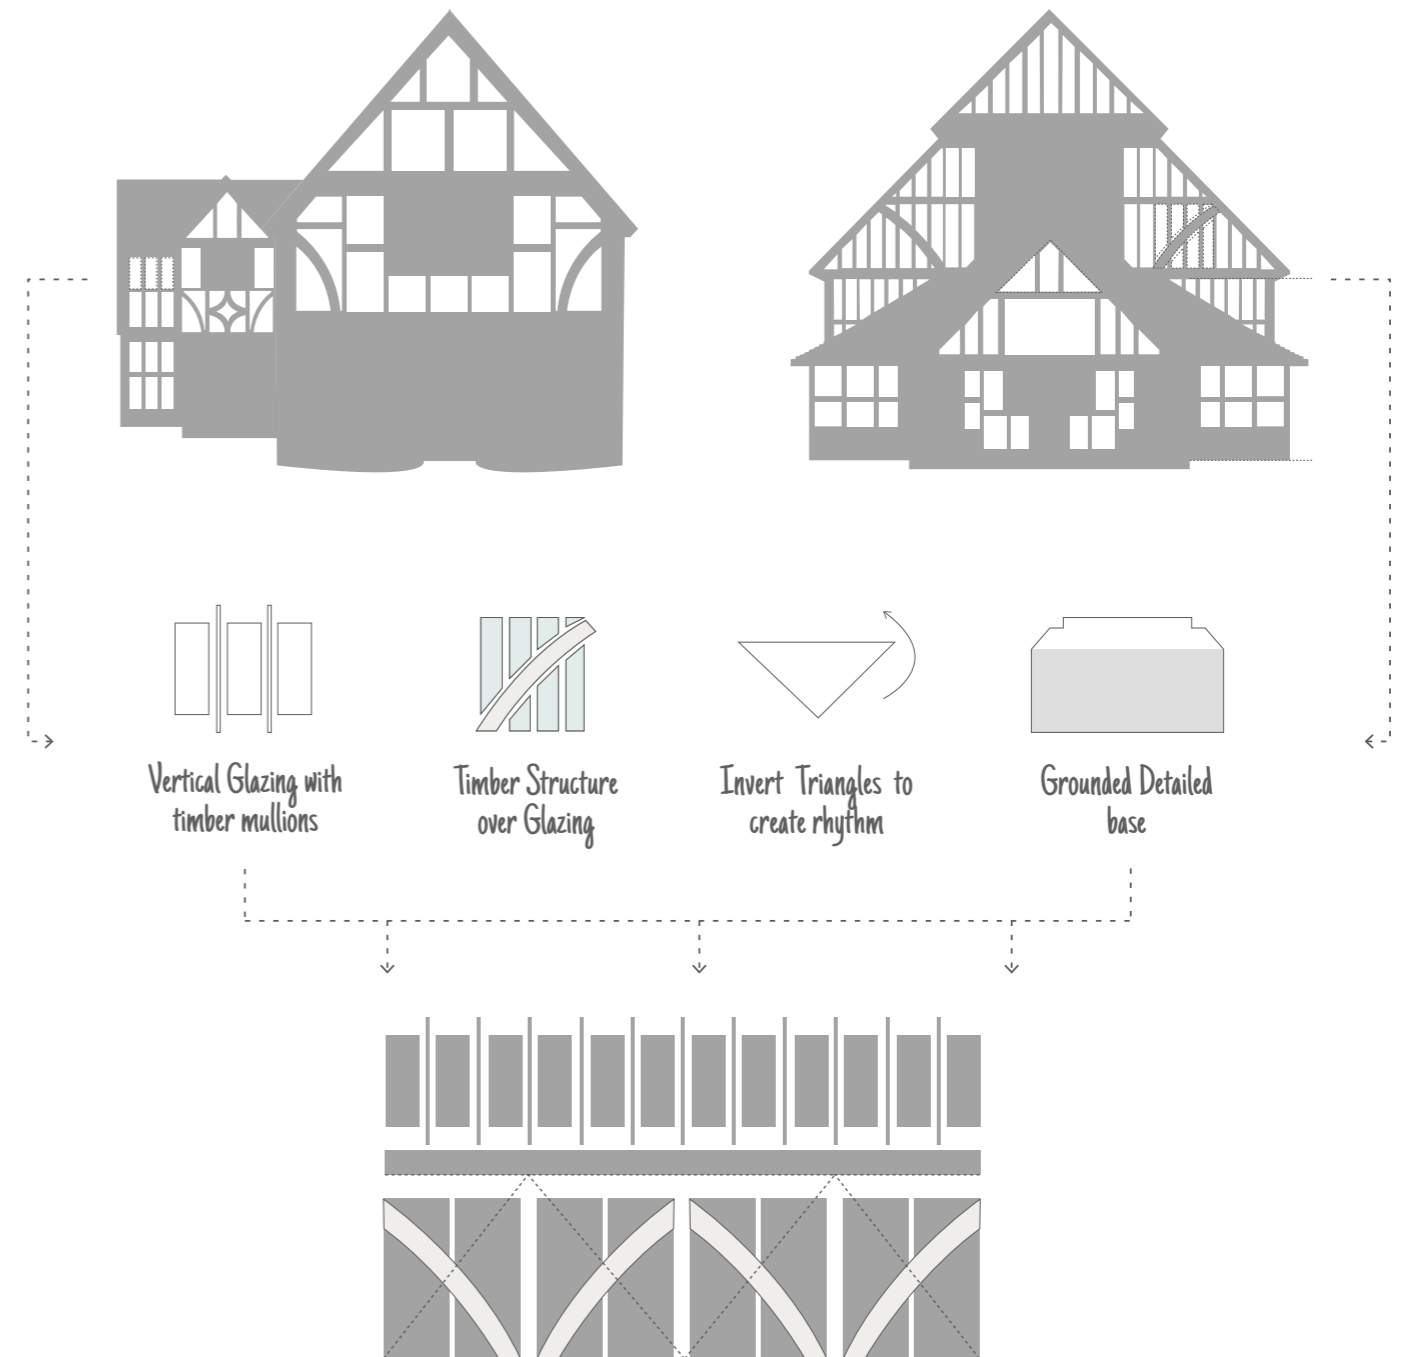 Vertical Glazing with
timber mullions
Timber Structure
over Glazing
Invert Triangles to
create rhythm
Grounded Detailed
base